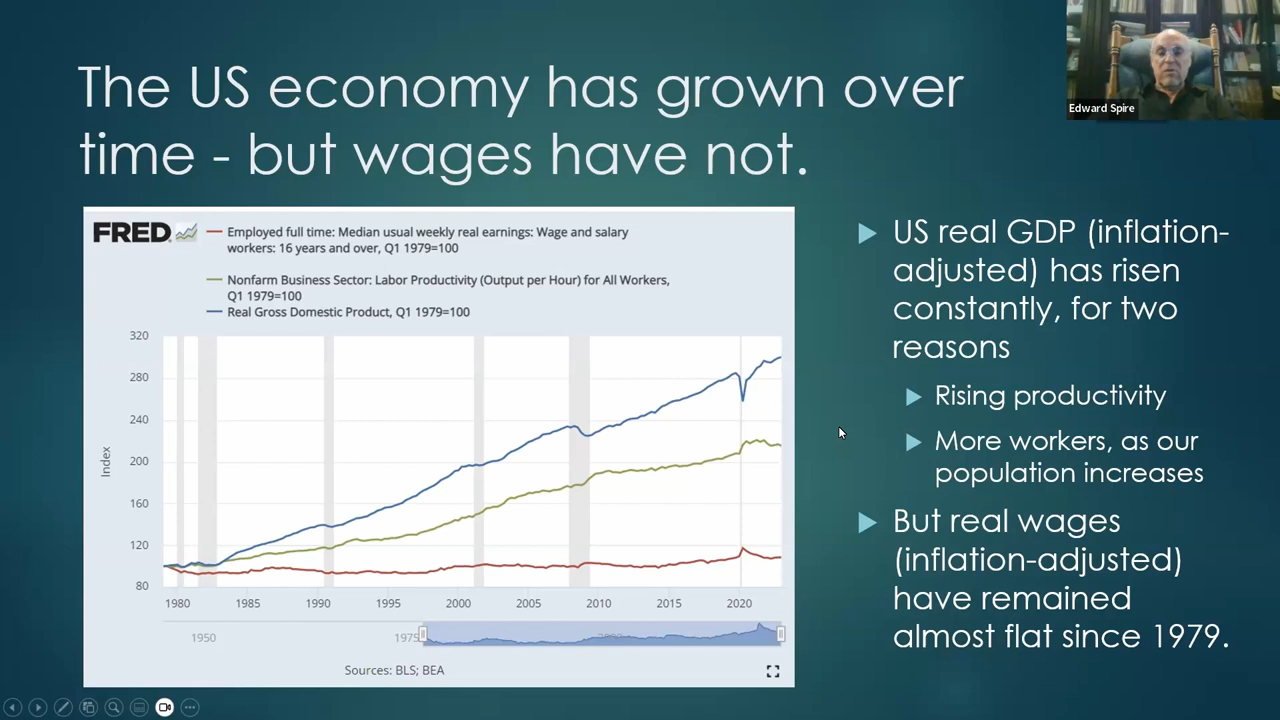 The US economy has grown over
time - but wages have not.
Edward Spire
FRED
Employed full time: Median usual weekly real earnings: Wage and salary
workers: 16 years and over, Q1 1979=100
Nonfarm Business Sector: Labor Productivity (Output per Hour) for All Workers,
Q1 1979=100
Real Gross Domestic Product, Q1 1979=100
320
280
240
200
160
120
80
Index
1980 1985 1990 1995 2000 2005 2010 2015 2020
1950 1975 2000
Sources: BLS; BEA
US real GDP (inflation-
adjusted) has risen
constantly, for two
reasons
Rising productivity
More workers, as our
population increases
But real wages
(inflation-adjusted)
have remained
almost flat since 1979.